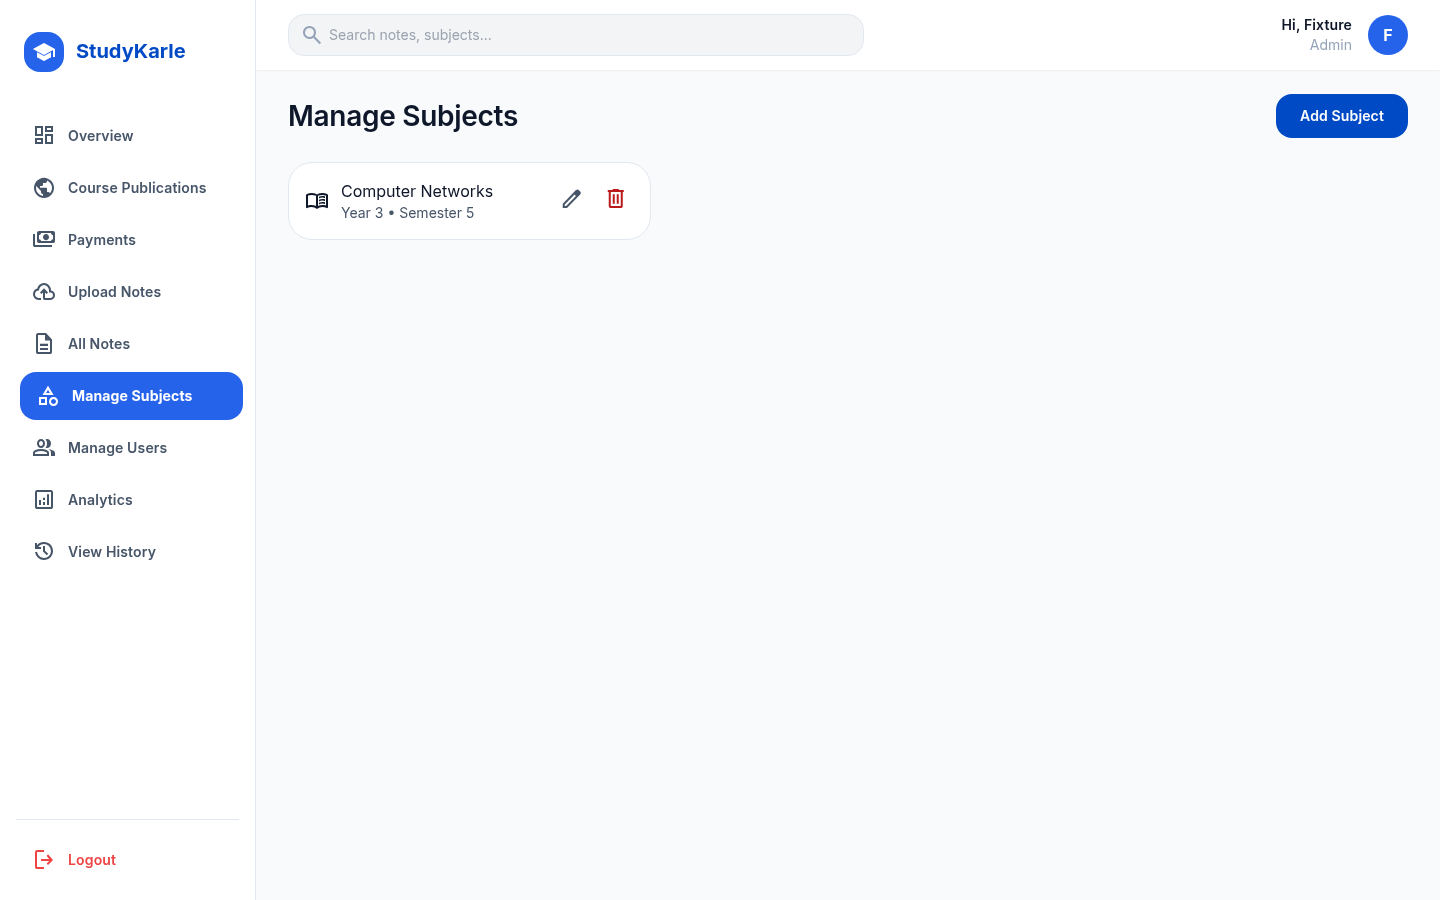 StudyKarle
Search notes, subjects...
Hi, Fixture
Admin
F
Overview
Course Publications
Payments
Upload Notes
All Notes
Manage Subjects
Manage Users
Analytics
View History
Logout
Manage Subjects
Add Subject
Computer Networks
Year 3 • Semester 5